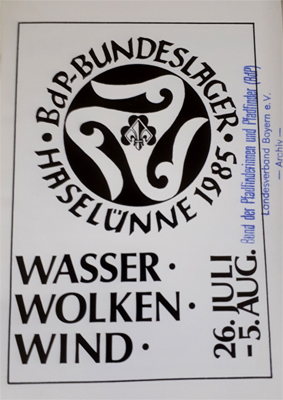 BdP-BUNDESLAGER ·
HASELÜNNE 1985 ·
WASSER ·
WOLKEN ·
WIND ·
26. JULI
- 5. AUG.
Bund der Pfadfinderinnen und Pfadfinder (BdP)
Landesverband Bayern e.V.
— Archiv —